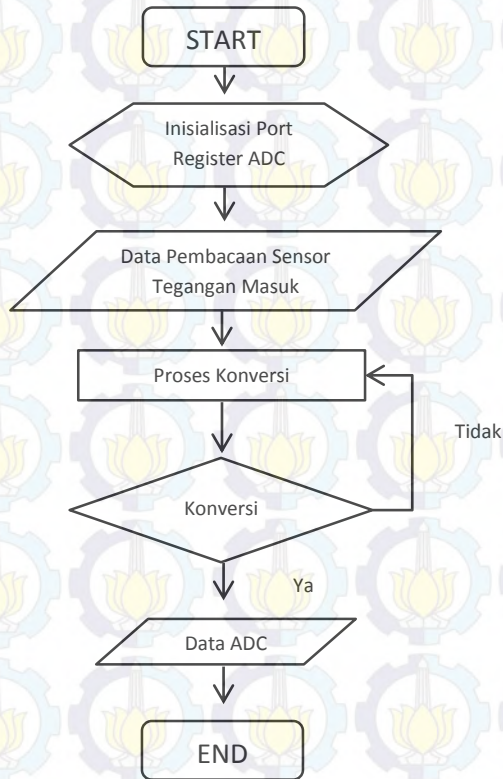 START
Inisialisasi Port
Register ADC
Data Pembacaan Sensor
Tegangan Masuk
Proses Konversi
Tidak
Konversi
Ya
Data ADC
END